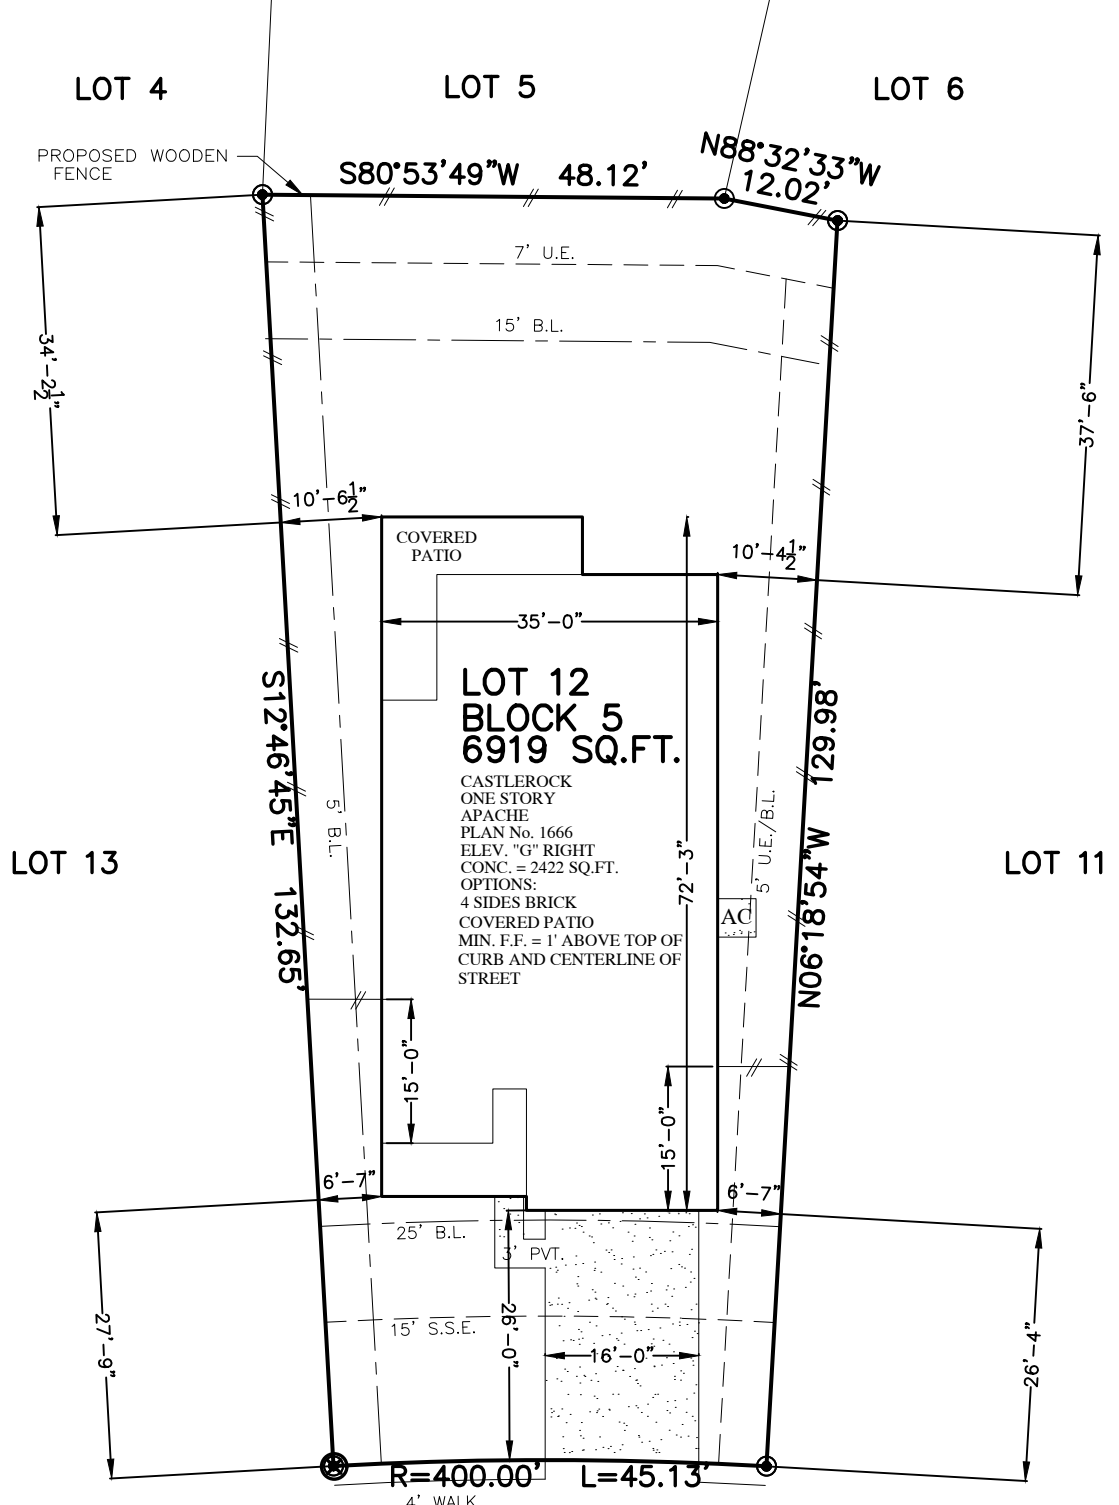 LOT 4
LOT 5
LOT 6
PROPOSED WOODEN
FENCE
S80°53'49"W 48.12'
N88°32'33"W
12.02'
7' U.E.
15' B.L.
34'-2 1/2"
37'-6"
10'-6 1/2"
10'-4 1/2"
COVERED
PATIO
35'-0"
LOT 12
BLOCK 5
6919 SQ.FT.
CASTLEROCK
ONE STORY
APACHE
PLAN No. 1666
ELEV. "G" RIGHT
CONC. = 2422 SQ.FT.
OPTIONS:
4 SIDES BRICK
COVERED PATIO
MIN. F.F. = 1' ABOVE TOP OF
CURB AND CENTERLINE OF
STREET
S12°46'45"E 132.65'
5' B.L.
72'-3"
5' U.E./B.L.
N06°18'54"W 129.98'
LOT 13
LOT 11
AC
15'-0"
15'-0"
6'-7"
6'-7"
25' B.L.
3' PVT.
15' S.S.E.
26'-0"
16'-0"
27'-9"
26'-4"
R=400.00' L=45.13'
4' WALK